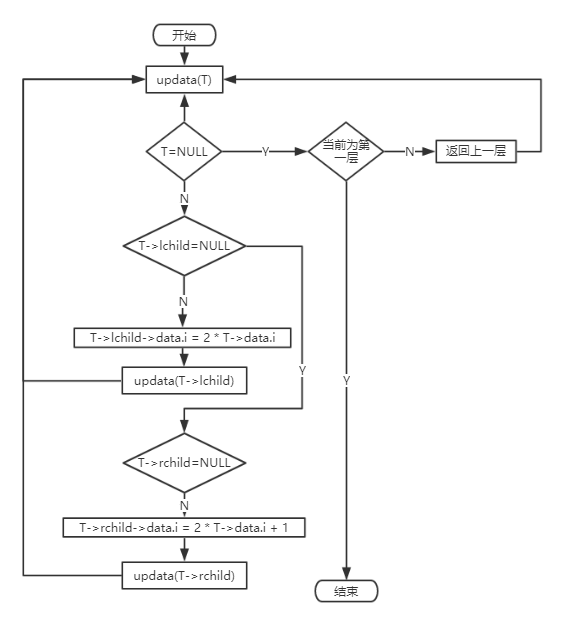 开始
updata(T)
T=NULL
Y
当前为第
一层
N
返回上一层
N
T->lchild=NULL
N
T->lchild->data.i = 2 * T->data.i
Y
updata(T->lchild)
Y
T->rchild=NULL
N
T->rchild->data.i = 2 * T->data.i + 1
updata(T->rchild)
结束